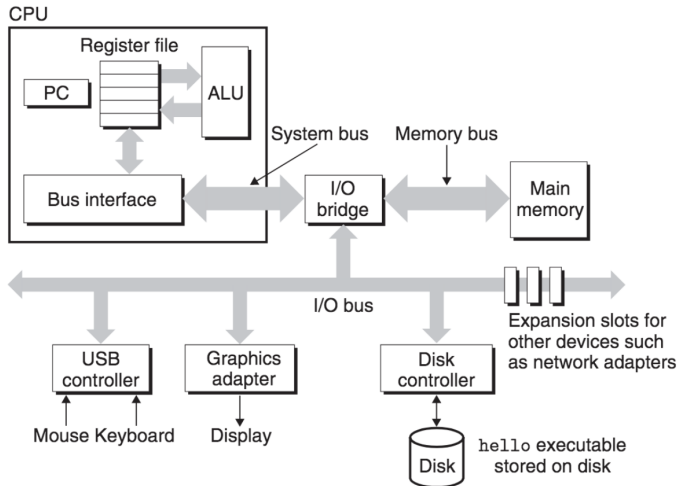 CPU
Register file
PC
ALU
System bus
Memory bus
Bus interface
I/O
bridge
Main
memory
I/O bus
Expansion slots for
other devices such
as network adapters
USB
controller
Graphics
adapter
Disk
controller
Mouse Keyboard
Display
Disk
hello executable
stored on disk